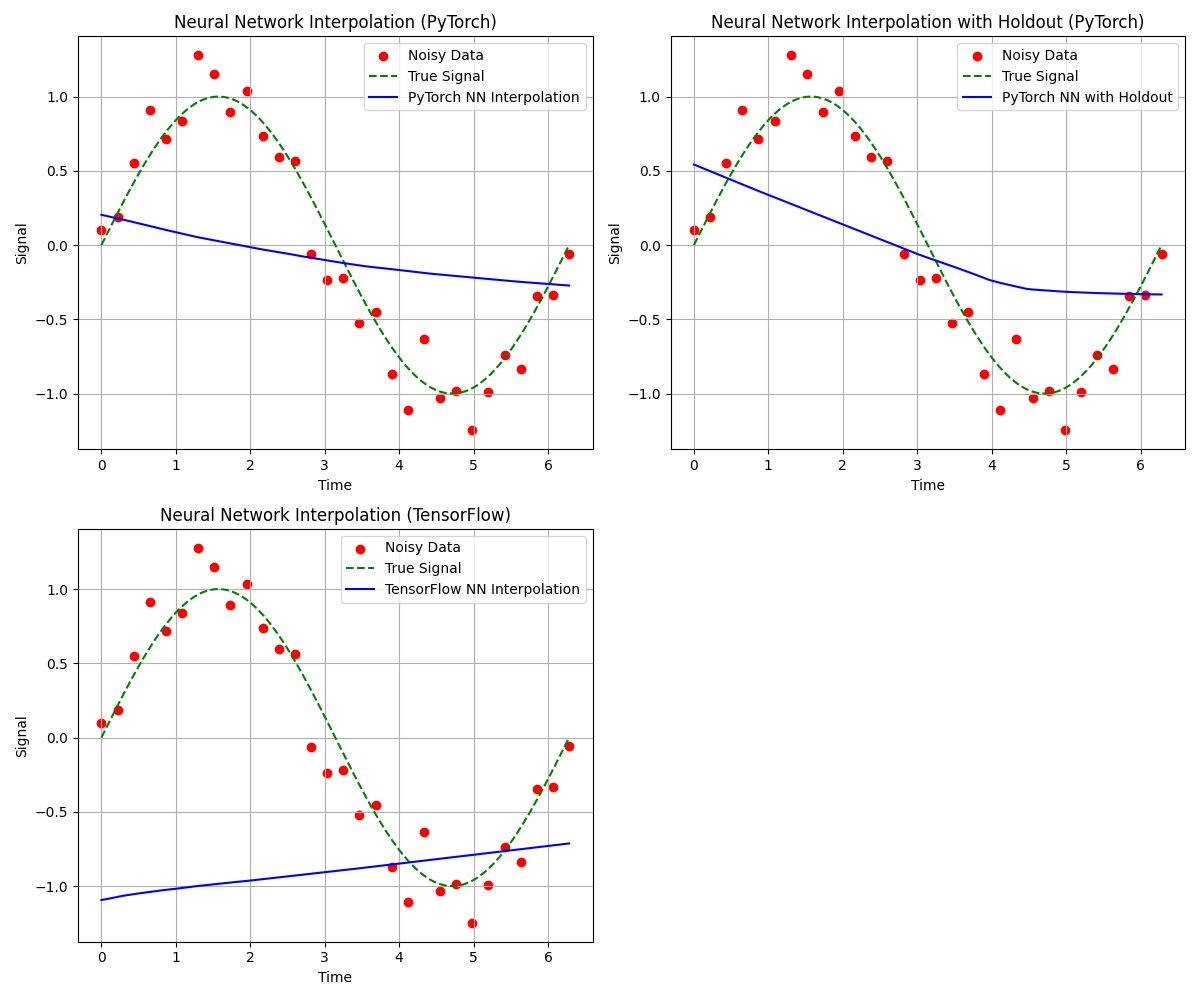 Neural Network Interpolation (PyTorch)
Noisy Data
True Signal
PyTorch NN Interpolation
1.0
0.5
0.0
−0.5
−1.0
Signal
0 1 2 3 4 5 6
Time
Neural Network Interpolation with Holdout (PyTorch)
Noisy Data
True Signal
PyTorch NN with Holdout
1.0
0.5
0.0
−0.5
−1.0
Signal
0 1 2 3 4 5 6
Time
Neural Network Interpolation (TensorFlow)
Noisy Data
True Signal
TensorFlow NN Interpolation
1.0
0.5
0.0
−0.5
−1.0
Signal
0 1 2 3 4 5 6
Time